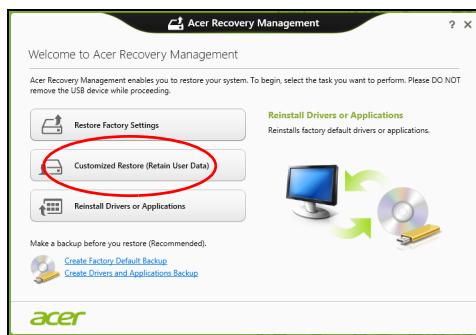 Acer Recovery Management
? ✕
Welcome to Acer Recovery Management
Acer Recovery Management enables you to restore your system. To begin, select the task you want to perform. Please DO NOT
remove the USB device while proceeding.
Restore Factory Settings
Customized Restore (Retain User Data)
Reinstall Drivers or Applications
Reinstall Drivers or Applications
Reinstalls factory default drivers or applications.
Make a backup before you restore (Recommended).
Create Factory Default Backup
Create Drivers and Applications Backup
acer